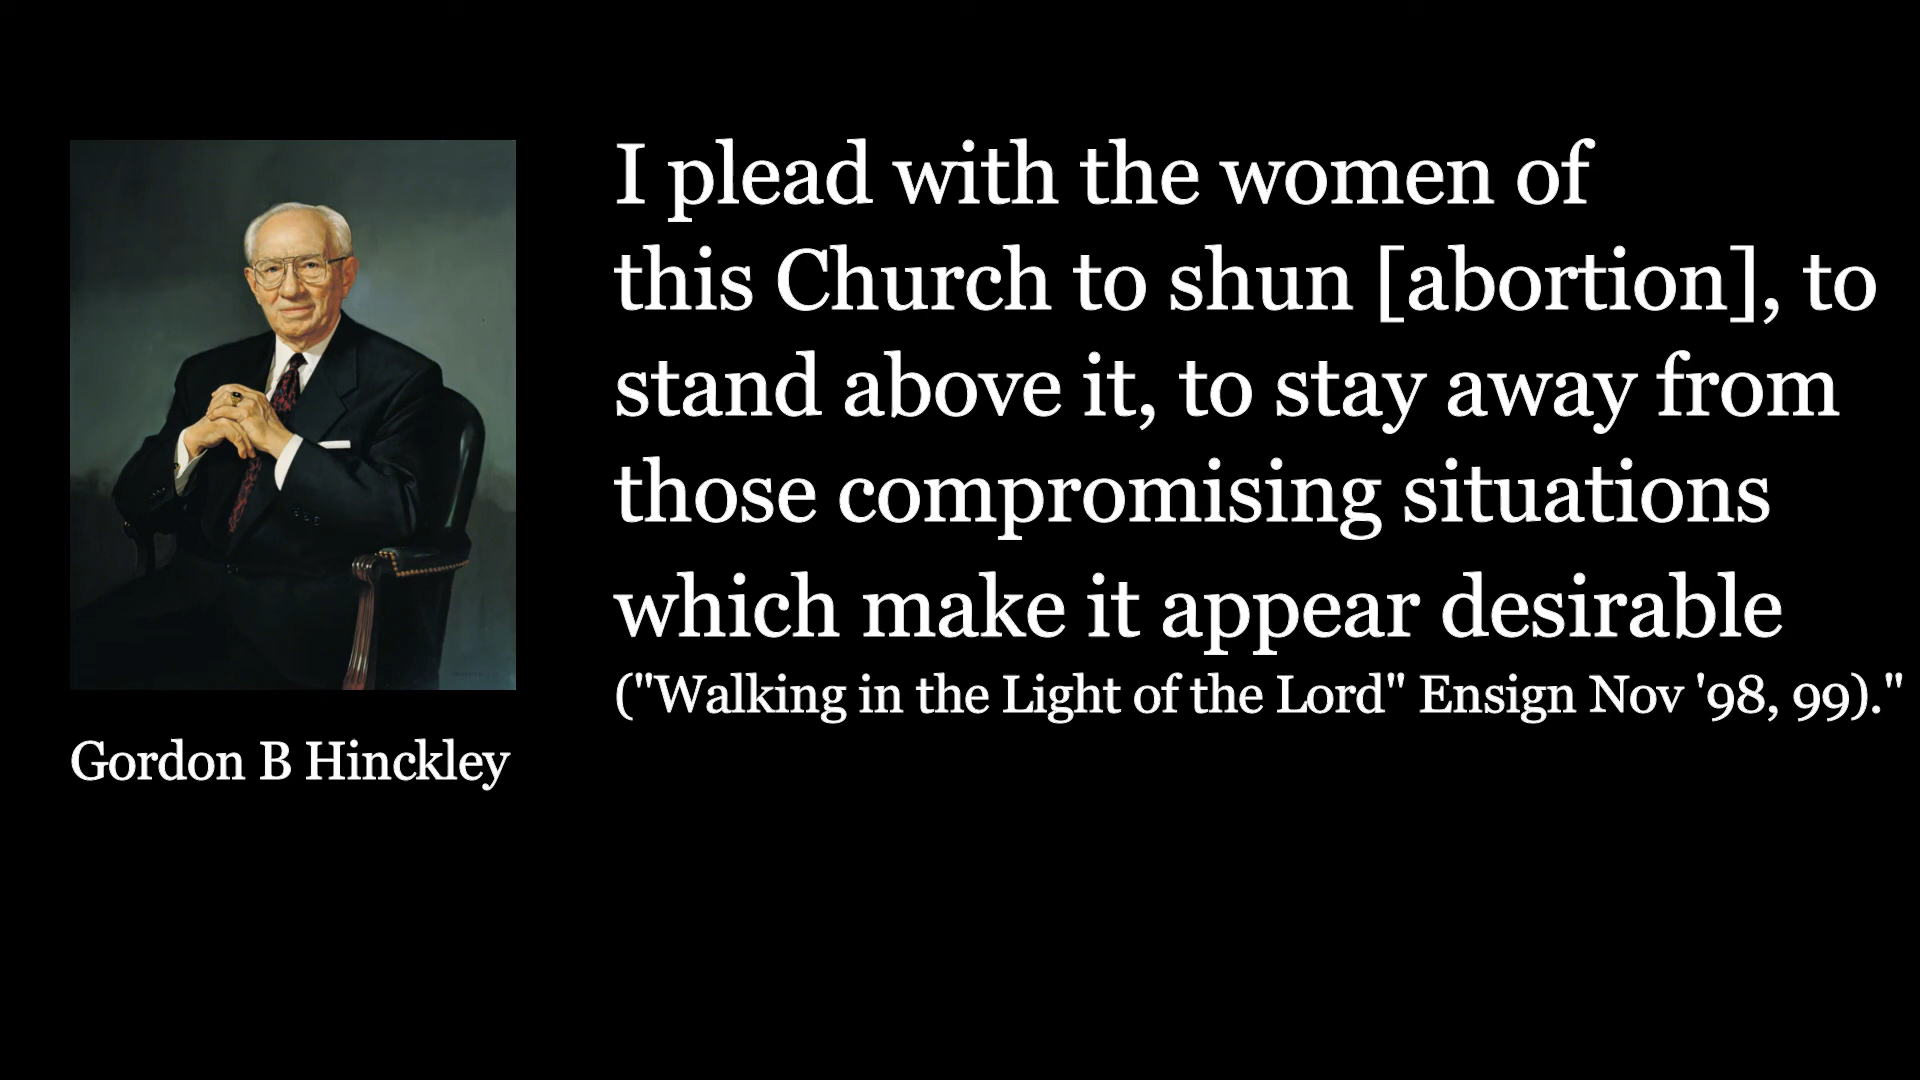 I plead with the women of
this Church to shun [abortion], to
stand above it, to stay away from
those compromising situations
which make it appear desirable
("Walking in the Light of the Lord" Ensign Nov '98, 99)."
Gordon B Hinckley